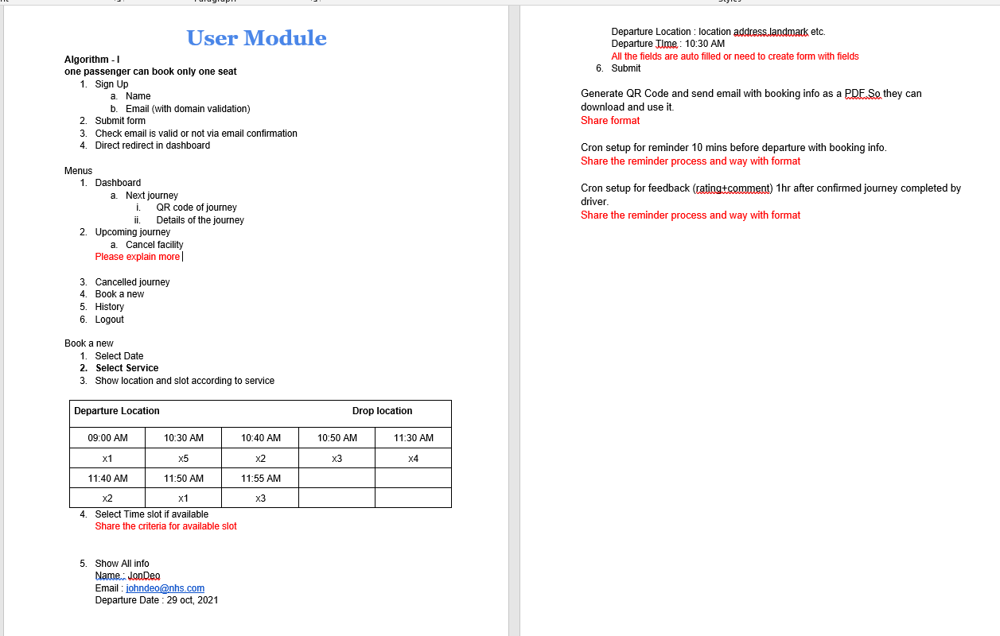 Paragraph
Styles
User Module
Algorithm - I
one passenger can book only one seat
1. Sign Up
a. Name
b. Email (with domain validation)
2. Submit form
3. Check email is valid or not via email confirmation
4. Direct redirect in dashboard
Menus
1. Dashboard
a. Next journey
i. QR code of journey
ii. Details of the journey
2. Upcoming journey
a. Cancel facility
Please explain more
3. Cancelled journey
4. Book a new
5. History
6. Logout
Book a new
1. Select Date
2. Select Service
3. Show location and slot according to service
Departure Location Drop location
09:00 AM 10:30 AM 10:40 AM 10:50 AM 11:30 AM
x1 x5 x2 x3 x4
11:40 AM 11:50 AM 11:55 AM
x2 x1 x3
4. Select Time slot if available
Share the criteria for available slot
5. Show All info
Name : JonDeo
Email : johndeo@nhs.com
Departure Date : 29 oct, 2021
Departure Location : location address,landmark etc.
Departure TIme : 10:30 AM
All the fields are auto filled or need to create form with fields
6. Submit
Generate QR Code and send email with booking info as a PDF.So they can
download and use it.
Share format
Cron setup for reminder 10 mins before departure with booking info.
Share the reminder process and way with format
Cron setup for feedback (rating+comment) 1hr after confirmed journey completed by
driver.
Share the reminder process and way with format